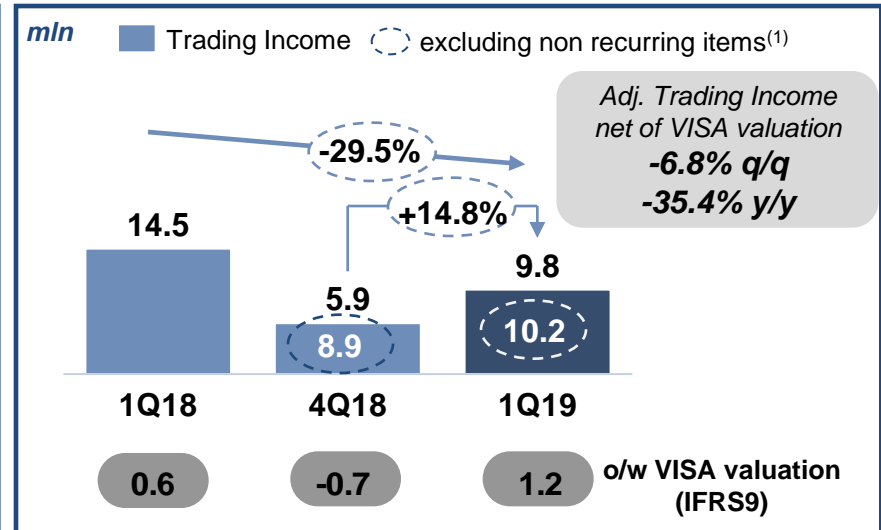 mln
Trading Income
excluding non recurring items(1)
Adj. Trading Income
net of VISA valuation
-6.8% q/q
-35.4% y/y
-29.5%
+14.8%
14.5
5.9
8.9
9.8
10.2
1Q18
4Q18
1Q19
0.6
-0.7
1.2
o/w VISA valuation
(IFRS9)